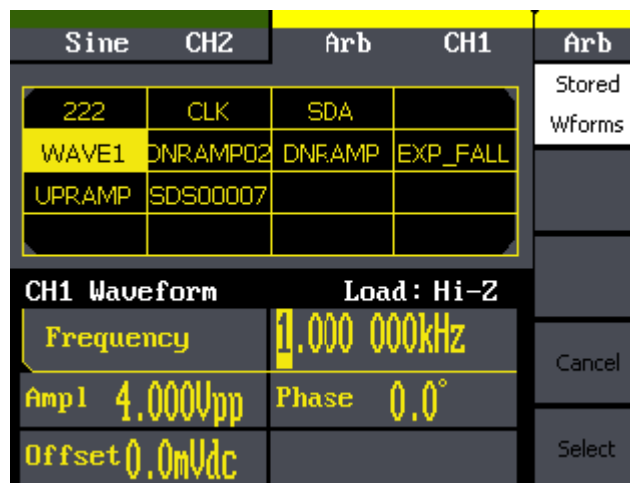 Sine CH2 Arb CH1 Arb
Stored
Wforms
222 CLK SDA
WAVE1 DNRAMP02 DNRAMP EXP_FALL
UPRAMP SDS00007
CH1 Waveform Load: Hi-Z
Frequency 1.000 000kHz
Cancel
Ampl 4.000Vpp Phase 0.0°
Offset 0.0mVdc
Select